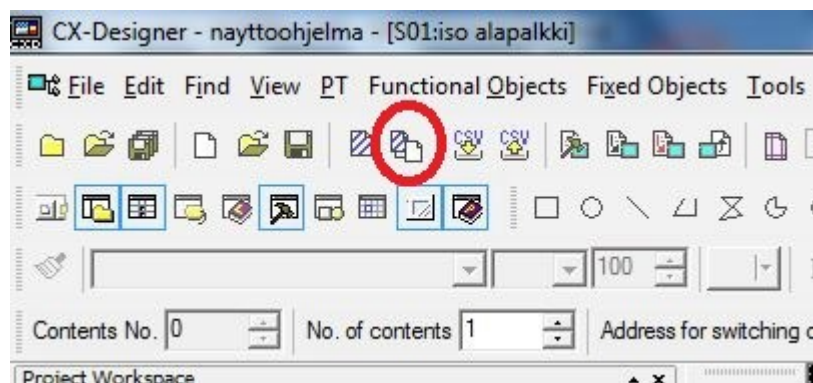 CX-Designer - nayttoohjelma - [S01:iso alapalkki]
File Edit Find View PT Functional Objects Fixed Objects Tools
CSV CSV
100
Contents No. 0 No. of contents 1 Address for switching
Project Workspace